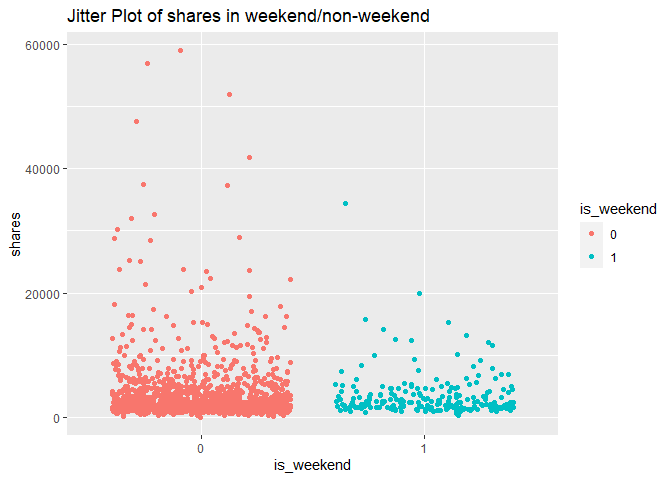 Jitter Plot of shares in weekend/non-weekend
60000
40000
20000
0
shares
0
1
is_weekend
is_weekend
0
1